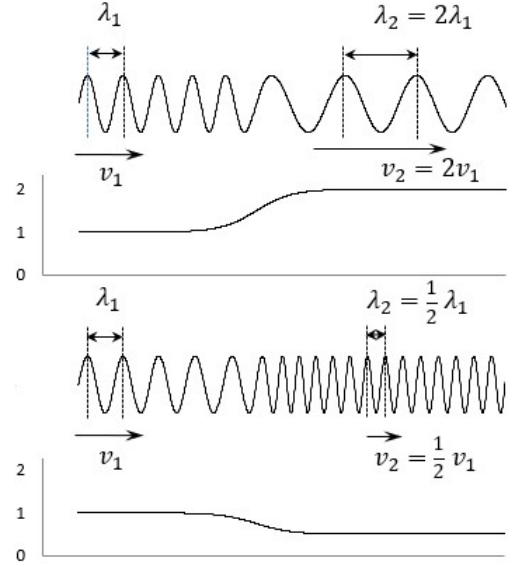 λ₁ λ₂ = 2λ₁
v₁ v₂ = 2v₁
2
1
0
λ₁ λ₂ = ½ λ₁
v₁ v₂ = ½ v₁
2
1
0